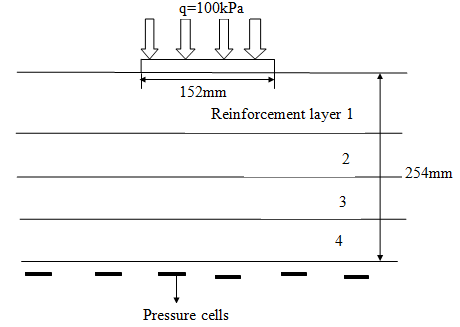 q=100kPa
152mm
Reinforcement layer 1
2
254mm
3
4
Pressure cells